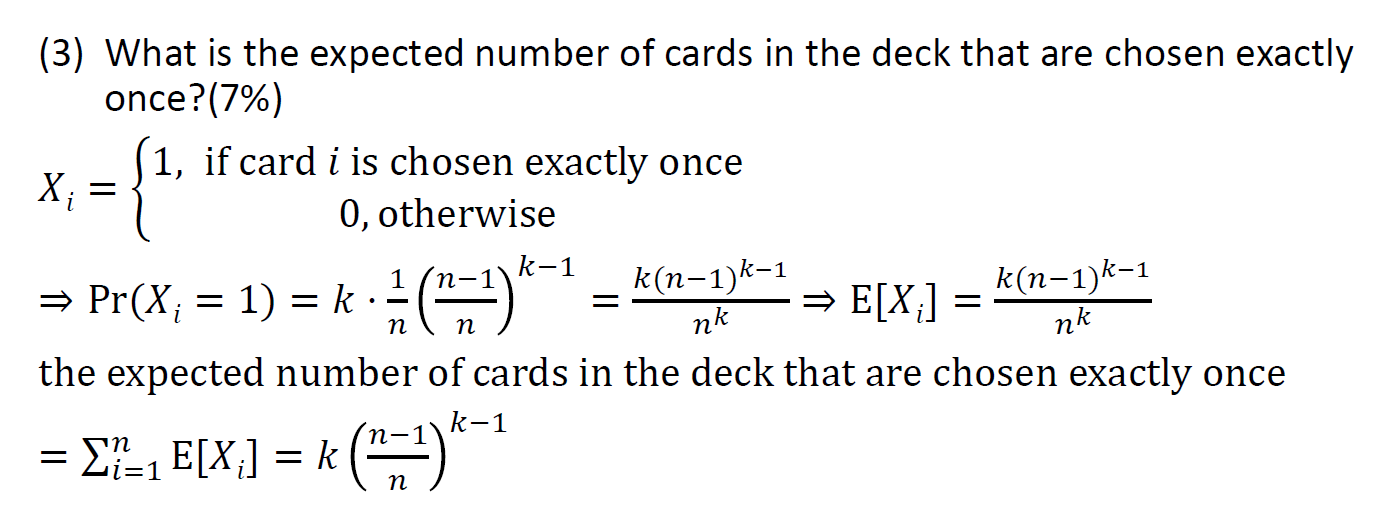 (3) What is the expected number of cards in the deck that are chosen exactly
once?(7%)
X_i = { 1, if card i is chosen exactly once
0, otherwise
⇒ Pr(X_i = 1) = k · 1/n ((n−1)/n)^(k−1) = k(n−1)^(k−1)/n^k ⇒ E[X_i] = k(n−1)^(k−1)/n^k
the expected number of cards in the deck that are chosen exactly once
= ∑_{i=1}^{n} E[X_i] = k ((n−1)/n)^(k−1)